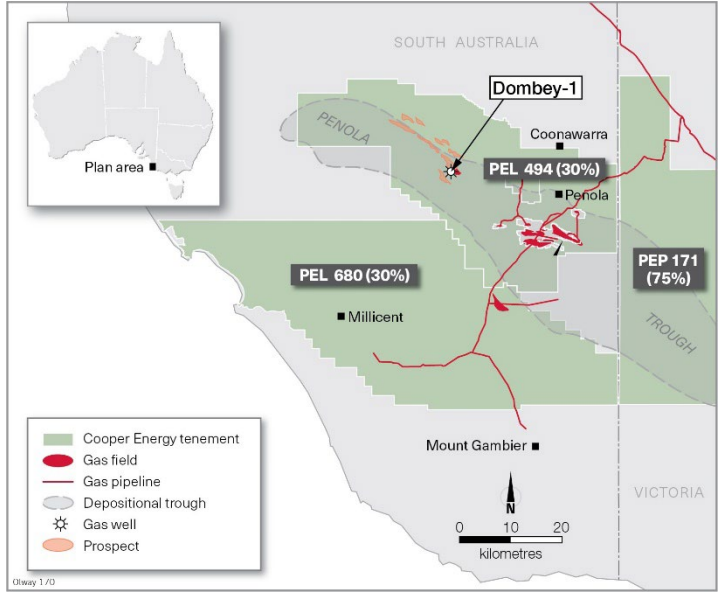 SOUTH AUSTRALIA
Dombey-1
PENOLA
Coonawarra
Plan area
PEL 494 (30%)
Penola
PEL 680 (30%)
PEP 171
(75%)
Millicent
TROUGH
Cooper Energy tenement
Gas field
Gas pipeline
Depositional trough
Gas well
Prospect
Mount Gambier
N
VICTORIA
0 10 20
kilometres
Otway 170